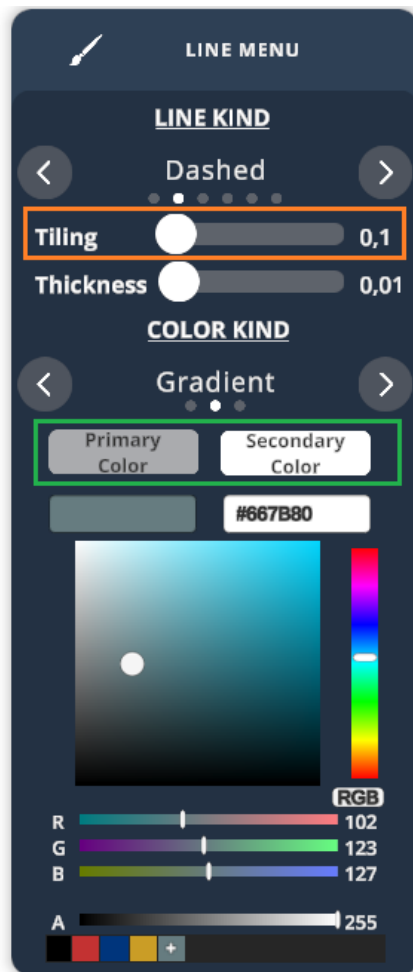 LINE MENU
LINE KIND
Dashed
Tiling 0,1
Thickness 0,01
COLOR KIND
Gradient
Primary Color
Secondary Color
#667B80
RGB
R 102
G 123
B 127
A 255
+